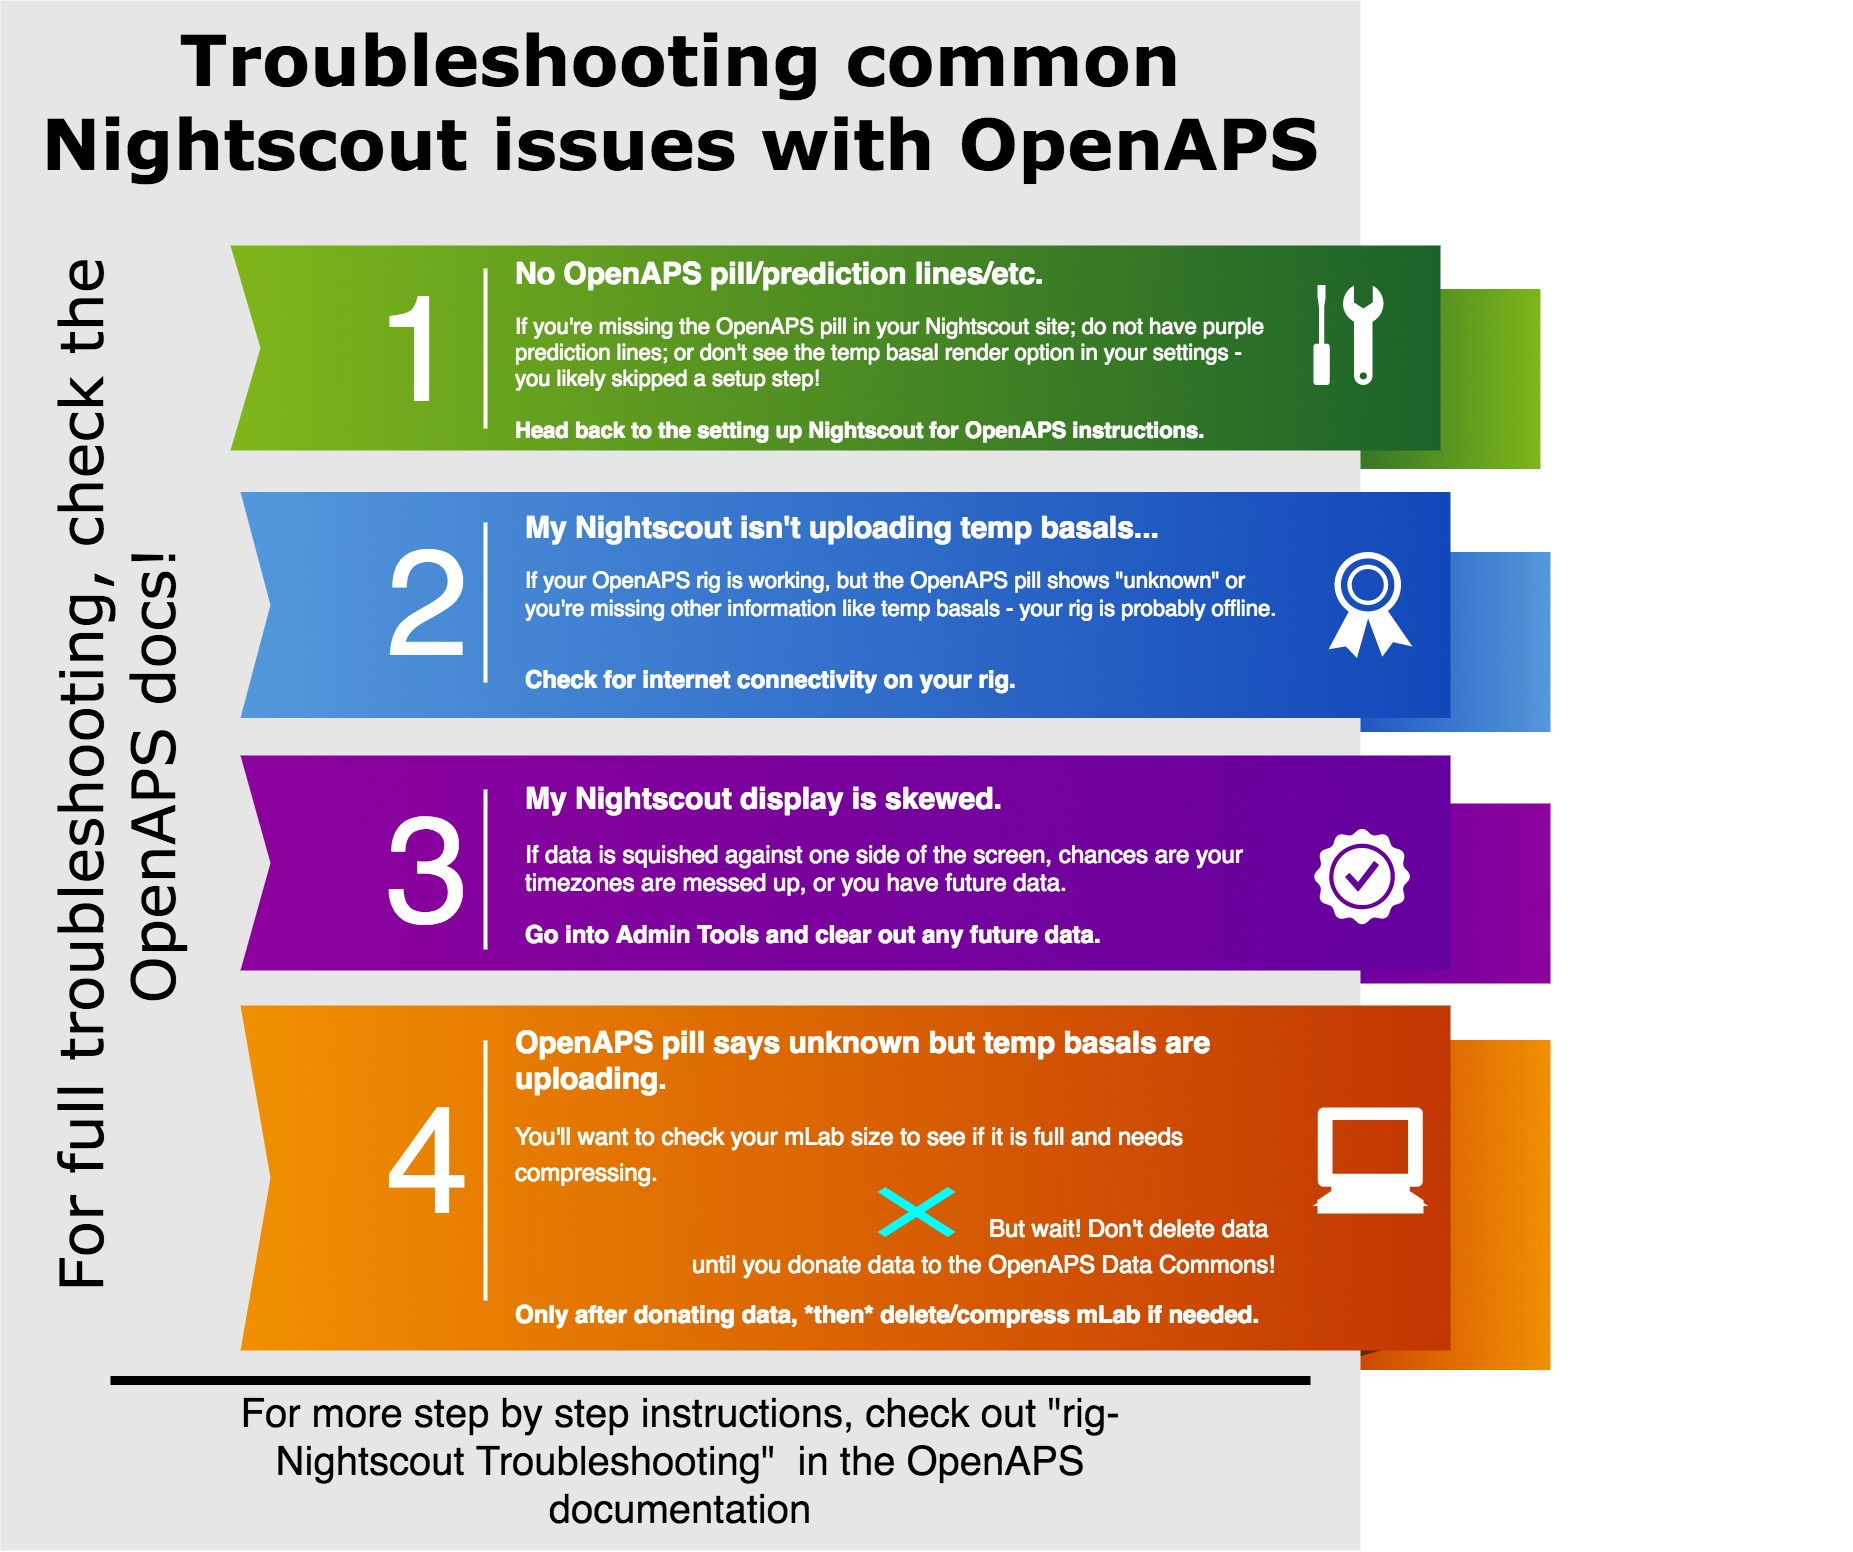 Troubleshooting common
Nightscout issues with OpenAPS
For full troubleshooting, check the
OpenAPS docs!
1
No OpenAPS pill/prediction lines/etc.
If you're missing the OpenAPS pill in your Nightscout site; do not have purple
prediction lines; or don't see the temp basal render option in your settings -
you likely skipped a setup step!
Head back to the setting up Nightscout for OpenAPS instructions.
2
My Nightscout isn't uploading temp basals...
If your OpenAPS rig is working, but the OpenAPS pill shows "unknown" or
you're missing other information like temp basals - your rig is probably offline.
Check for internet connectivity on your rig.
3
My Nightscout display is skewed.
If data is squished against one side of the screen, chances are your
timezones are messed up, or you have future data.
Go into Admin Tools and clear out any future data.
4
OpenAPS pill says unknown but temp basals are
uploading.
You'll want to check your mLab size to see if it is full and needs
compressing.
But wait! Don't delete data
until you donate data to the OpenAPS Data Commons!
Only after donating data, *then* delete/compress mLab if needed.
For more step by step instructions, check out "rig-
Nightscout Troubleshooting"  in the OpenAPS
documentation